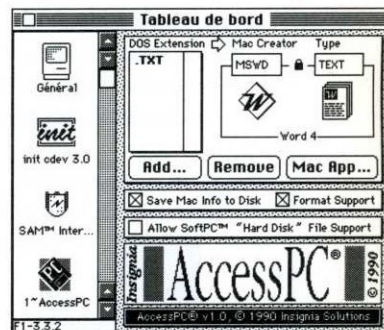 Tableau de bord
DOS Extension Mac Creator Type
.TXT
MSWD TEXT
Word 4
Add... Remove Mac App...
Save Mac Info to Disk Format Support
Allow SoftPC™ "Hard Disk" File Support
Insignia AccessPC® © 1990
AccessPC® v1.0, © 1990 Insignia Solutions
Général
init
init cdev 3.0
SAM™ Inter...
PC
1~AccessPC
F1-3.3.2